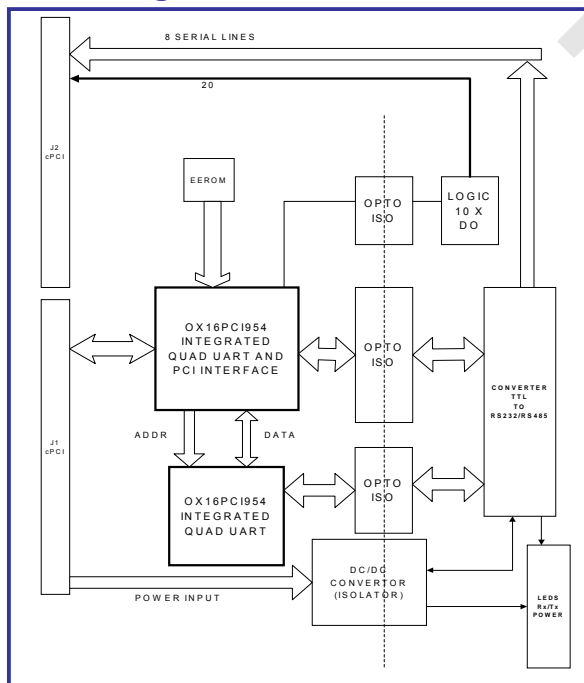 8 SERIAL LINES
20
J2
cPCI
EEROM
OPTO
ISO
LOGIC
10 X
DO
OX16PCI954
INTEGRATED
QUAD UART AND
PCI INTERFACE
OPTO
ISO
CONVERTER
TTL
TO
RS232/RS485
J1
cPCI
ADDR
DATA
OX16PCI954
INTEGRATED
QUAD UART
OPTO
ISO
DC/DC
CONVERTOR
(ISOLATOR)
POWER INPUT
LEDS
Rx/Tx
POWER